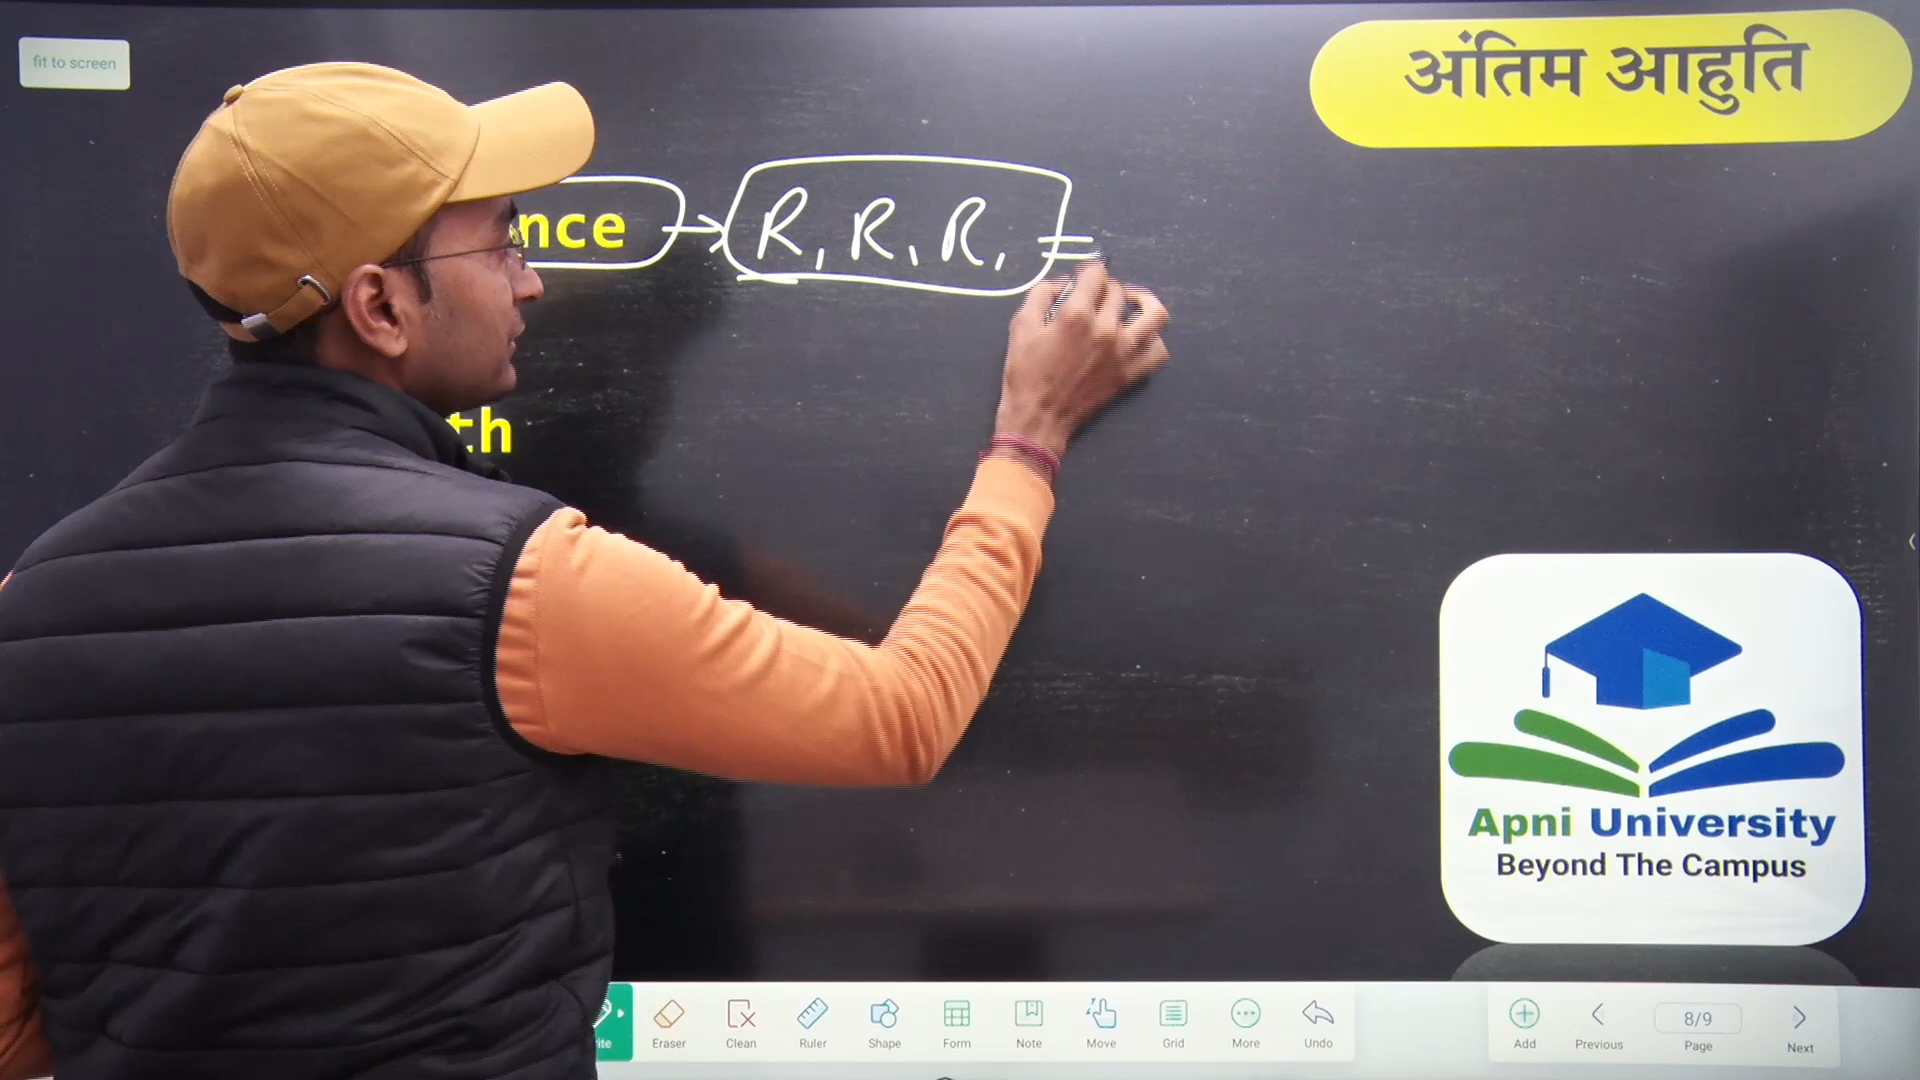 fit to screen
अंतिम आहुति
nce → R, R, R, =
th
Apni University
Beyond The Campus
Eraser Clean Ruler Shape Form Note Move Grid More Undo Add Previous 8/9 Page Next